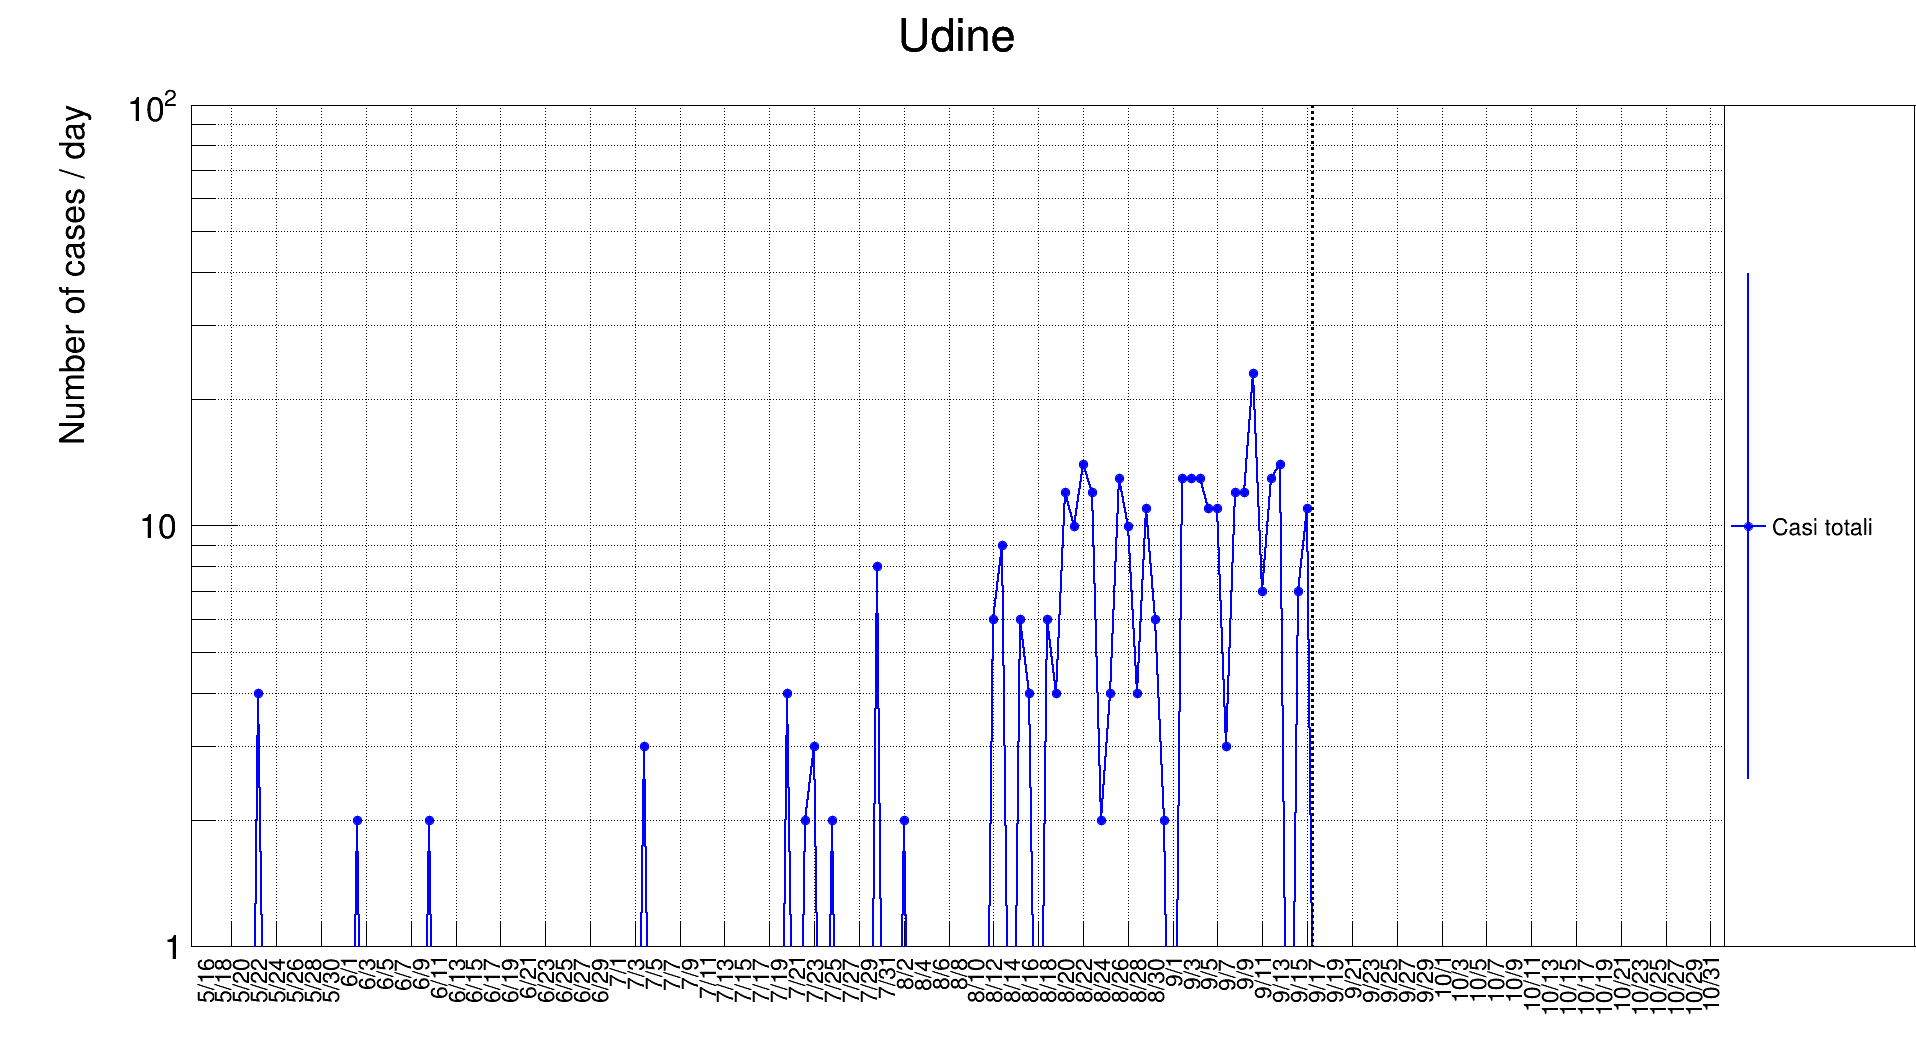 Udine
Number of cases / day
10²
10
1
Casi totali
5/16 5/18 5/20 5/22 5/24 5/26 5/28 5/30 6/1 6/3 6/5 6/7 6/9 6/11 6/13 6/15 6/17 6/19 6/21 6/23 6/25 6/27 6/29 7/1 7/3 7/5 7/7 7/9 7/11 7/13 7/15 7/17 7/19 7/21 7/23 7/25 7/27 7/29 7/31 8/2 8/4 8/6 8/8 8/10 8/12 8/14 8/16 8/18 8/20 8/22 8/24 8/26 8/28 8/30 9/1 9/3 9/5 9/7 9/9 9/11 9/13 9/15 9/17 9/19 9/21 9/23 9/25 9/27 9/29 10/1 10/3 10/5 10/7 10/9 10/11 10/13 10/15 10/17 10/19 10/21 10/23 10/25 10/27 10/29 10/31